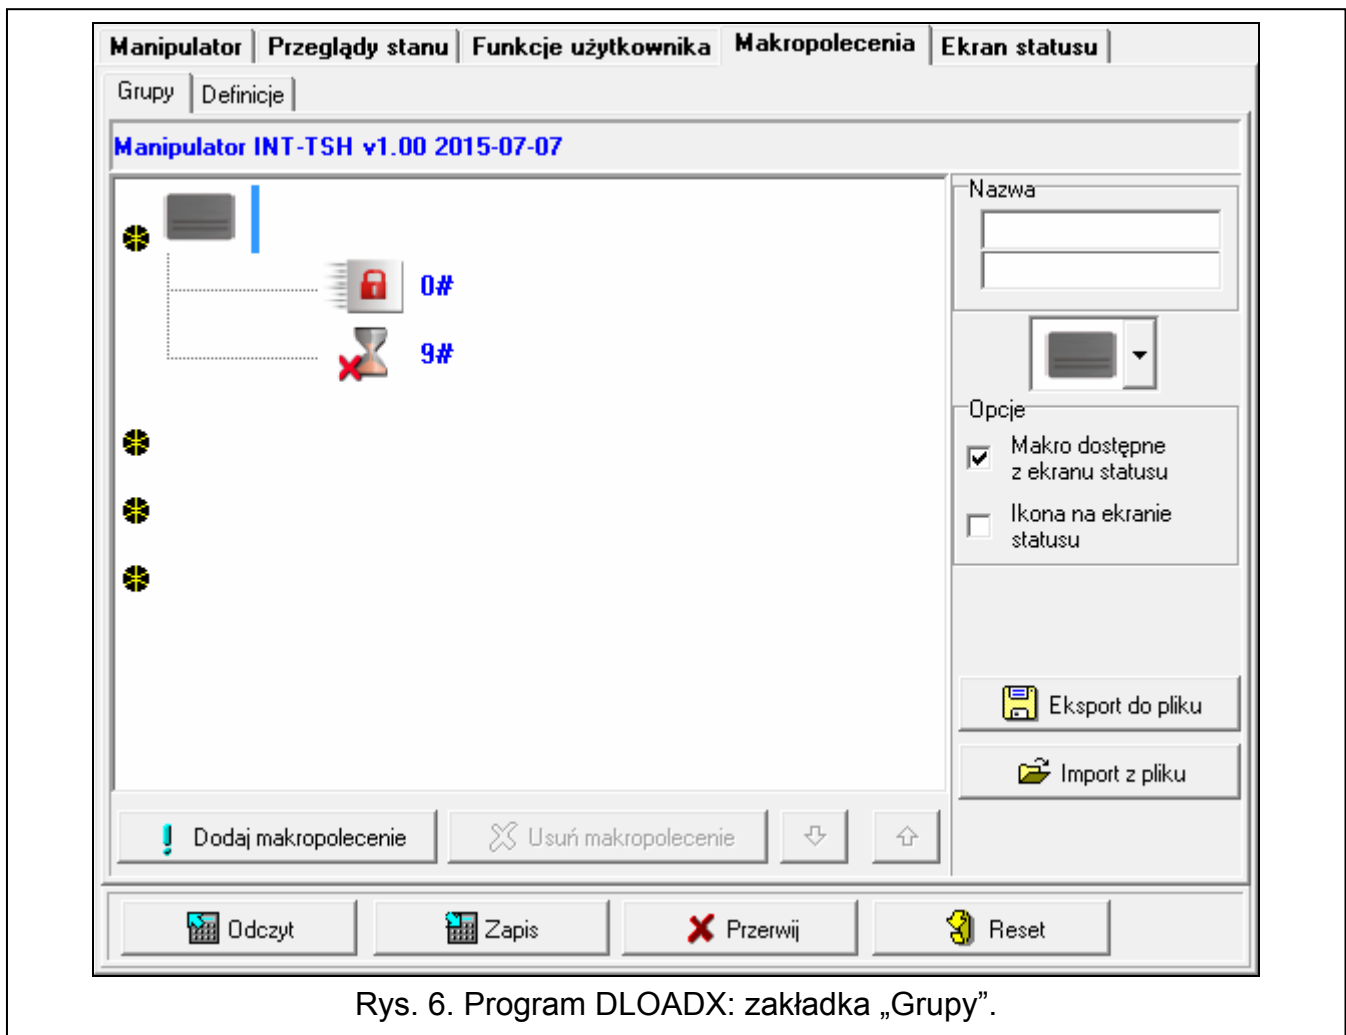 Manipulator Przeglądy stanu Funkcje użytkownika Makropolecenia Ekran statusu
Grupy Definicje
Manipulator INT-TSH v1.00 2015-07-07
0#
9#
Nazwa
Opcje
Makro dostępne
z ekranu statusu
Ikona na ekranie
statusu
Eksport do pliku
Import z pliku
Dodaj makropolecenie Usuń makropolecenie
Odczyt Zapis Przerwij Reset
Rys. 6. Program DLOADX: zakładka „Grupy”.